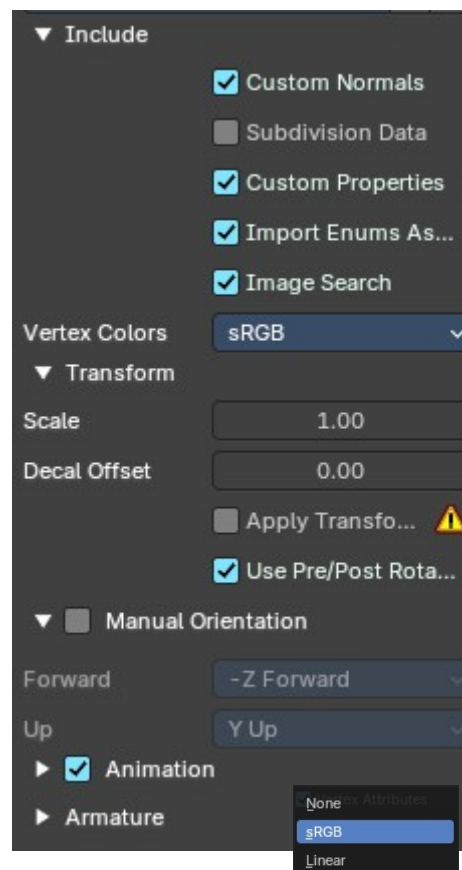 Include
Custom Normals
Subdivision Data
Custom Properties
Import Enums As...
Image Search
Vertex Colors sRGB
Transform
Scale 1.00
Decal Offset 0.00
Apply Transfo...
Use Pre/Post Rota...
Manual Orientation
Forward -Z Forward
Up Y Up
Animation
Armature
Vertex Attributes
None
sRGB
Linear